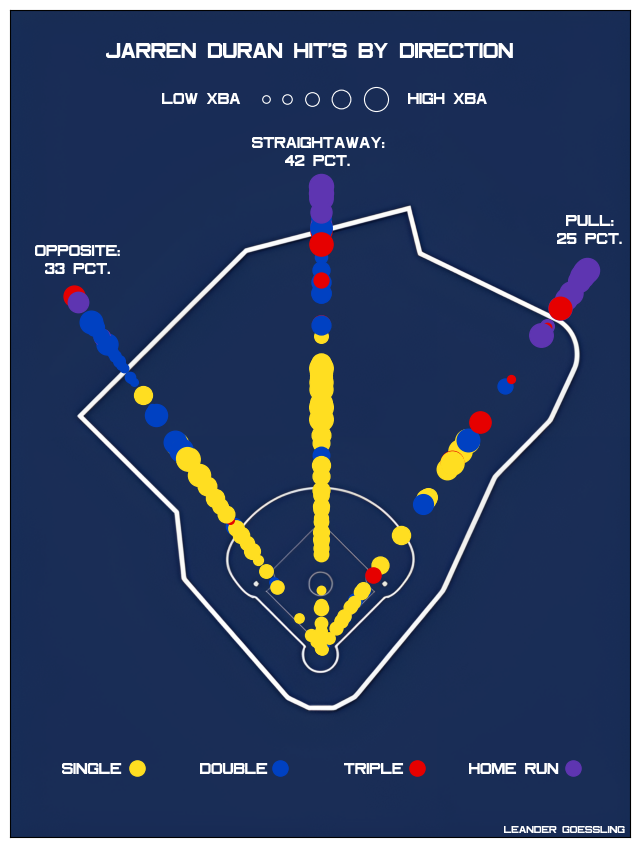 JARREN DURAN HIT'S BY DIRECTION
LOW XBA HIGH XBA
STRAIGHTAWAY:
42 PCT.
PULL:
25 PCT.
OPPOSITE:
33 PCT.
SINGLE DOUBLE TRIPLE HOME RUN
LEANDER GOESSLING